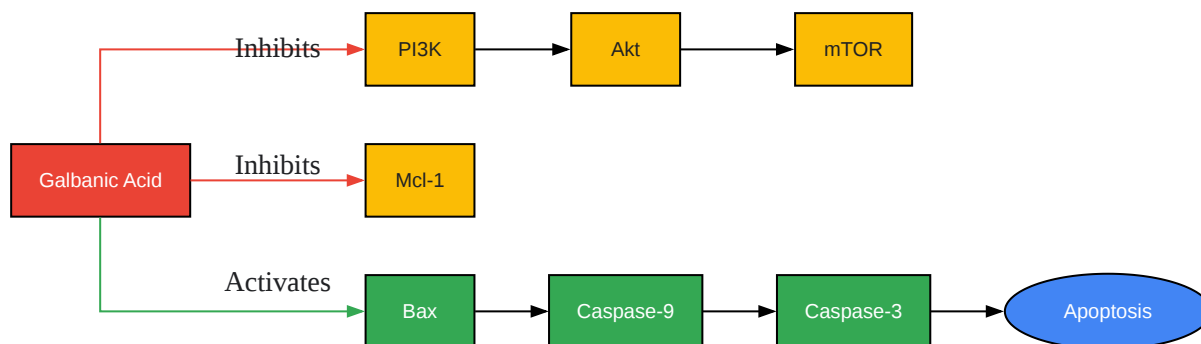 Inhibits
PI3K
Akt
mTOR
Galbanic Acid
Inhibits
Mcl-1
Activates
Bax
Caspase-9
Caspase-3
Apoptosis